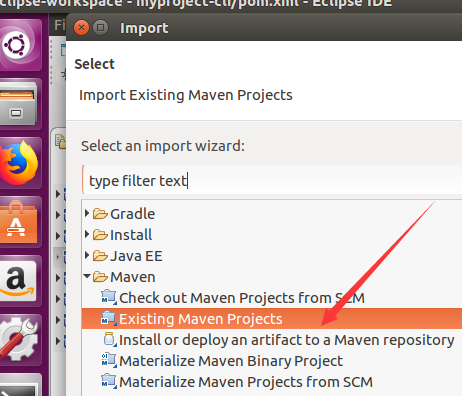 clipse-workspace - myproject-cli/pom.xml - Eclipse IDE
Fi
Import
Select
Import Existing Maven Projects
Select an import wizard:
type filter text
Gradle
Install
Java EE
Maven
Check out Maven Projects from SCM
Existing Maven Projects
Install or deploy an artifact to a Maven repository
Materialize Maven Binary Project
Materialize Maven Projects from SCM